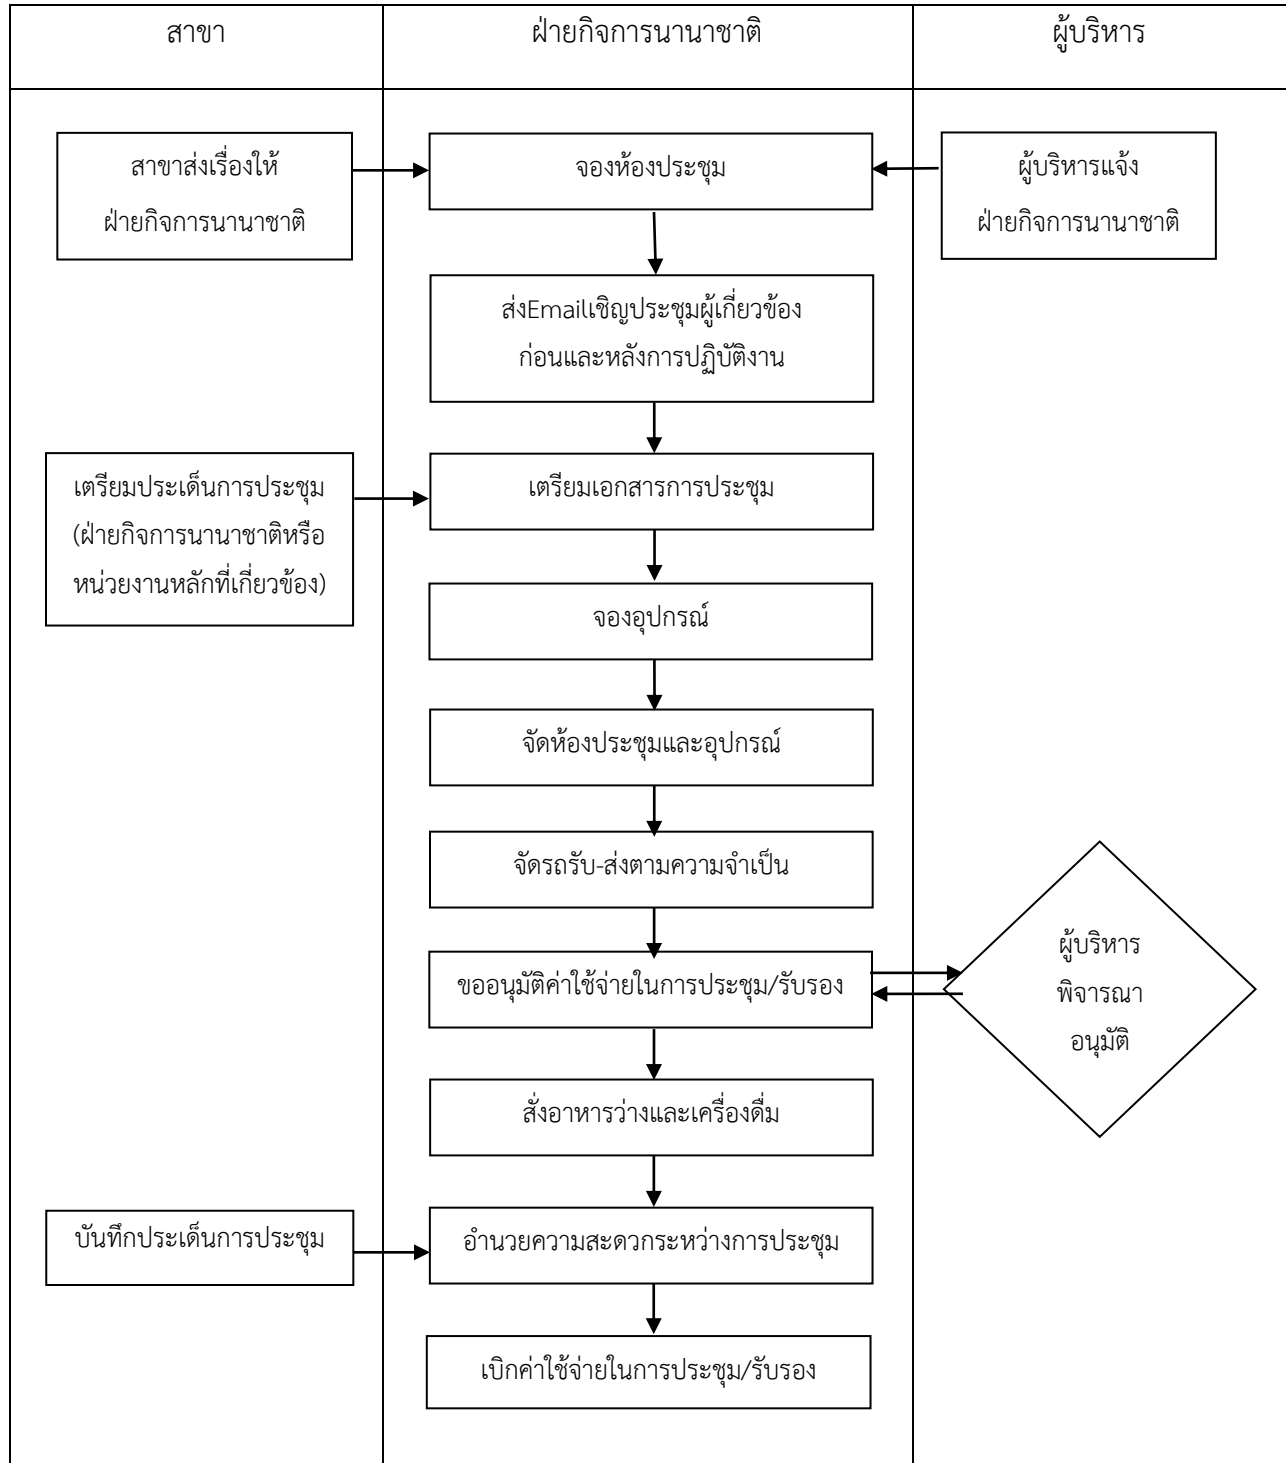 สาขา
ฝ่ายกิจการนานาชาติ
ผู้บริหาร
สาขาส่งเรื่องให้
ฝ่ายกิจการนานาชาติ
จองห้องประชุม
ผู้บริหารแจ้ง
ฝ่ายกิจการนานาชาติ
ส่งEmailเชิญประชุมผู้เกี่ยวข้อง
ก่อนและหลังการปฏิบัติงาน
เตรียมประเด็นการประชุม
(ฝ่ายกิจการนานาชาติหรือ
หน่วยงานหลักที่เกี่ยวข้อง)
เตรียมเอกสารการประชุม
จองอุปกรณ์
จัดห้องประชุมและอุปกรณ์
จัดรถรับ-ส่งตามความจำเป็น
ขออนุมัติค่าใช้จ่ายในการประชุม/รับรอง
ผู้บริหาร
พิจารณา
อนุมัติ
สั่งอาหารว่างและเครื่องดื่ม
บันทึกประเด็นการประชุม
อำนวยความสะดวกระหว่างการประชุม
เบิกค่าใช้จ่ายในการประชุม/รับรอง